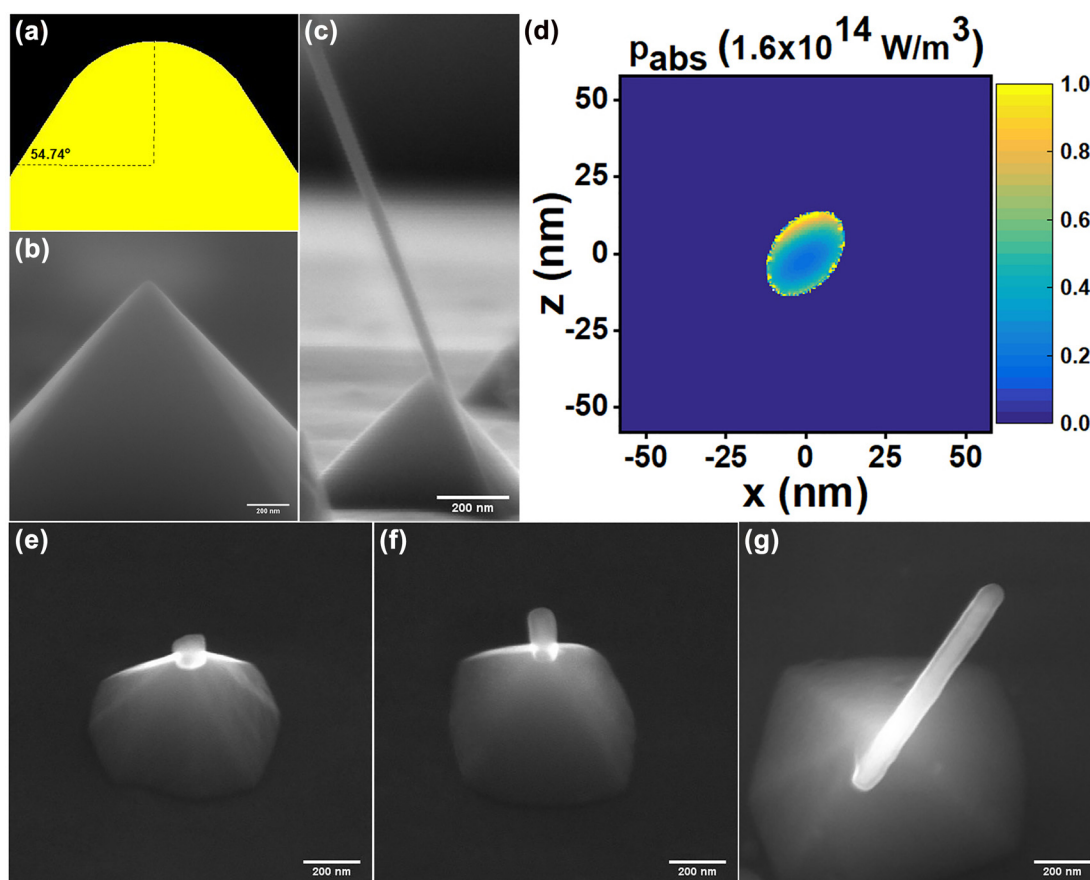 (a)
54.74°
(b)
200 nm
(c)
200 nm
(d)
p_abs (1.6x10^14 W/m^3)
50
25
0
-25
-50
z (nm)
-50 -25 0 25 50
x (nm)
1.0
0.8
0.6
0.4
0.2
0.0
(e)
200 nm
(f)
200 nm
(g)
200 nm